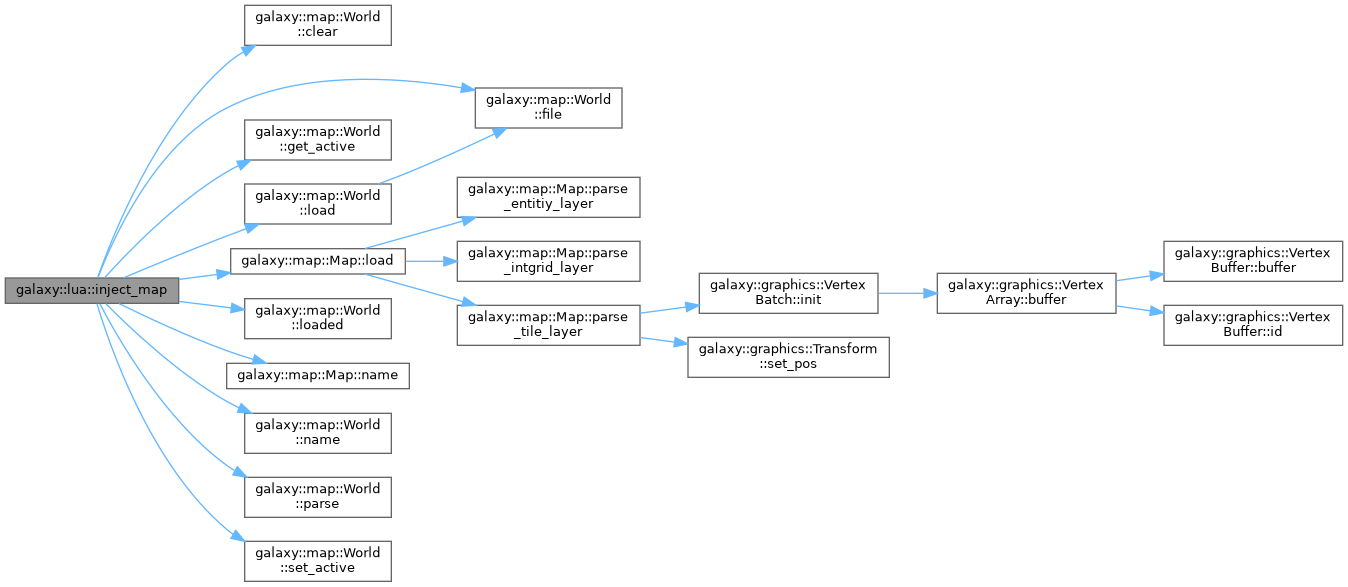 galaxy::lua::inject_map
galaxy::map::World
::clear
galaxy::map::World
::file
galaxy::map::World
::get_active
galaxy::map::World
::load
galaxy::map::Map::load
galaxy::map::World
::loaded
galaxy::map::Map::name
galaxy::map::World
::name
galaxy::map::World
::parse
galaxy::map::World
::set_active
galaxy::map::Map::parse
_entitiy_layer
galaxy::map::Map::parse
_intgrid_layer
galaxy::map::Map::parse
_tile_layer
galaxy::graphics::Vertex
Batch::init
galaxy::graphics::Transform
::set_pos
galaxy::graphics::Vertex
Array::buffer
galaxy::graphics::Vertex
Buffer::buffer
galaxy::graphics::Vertex
Buffer::id